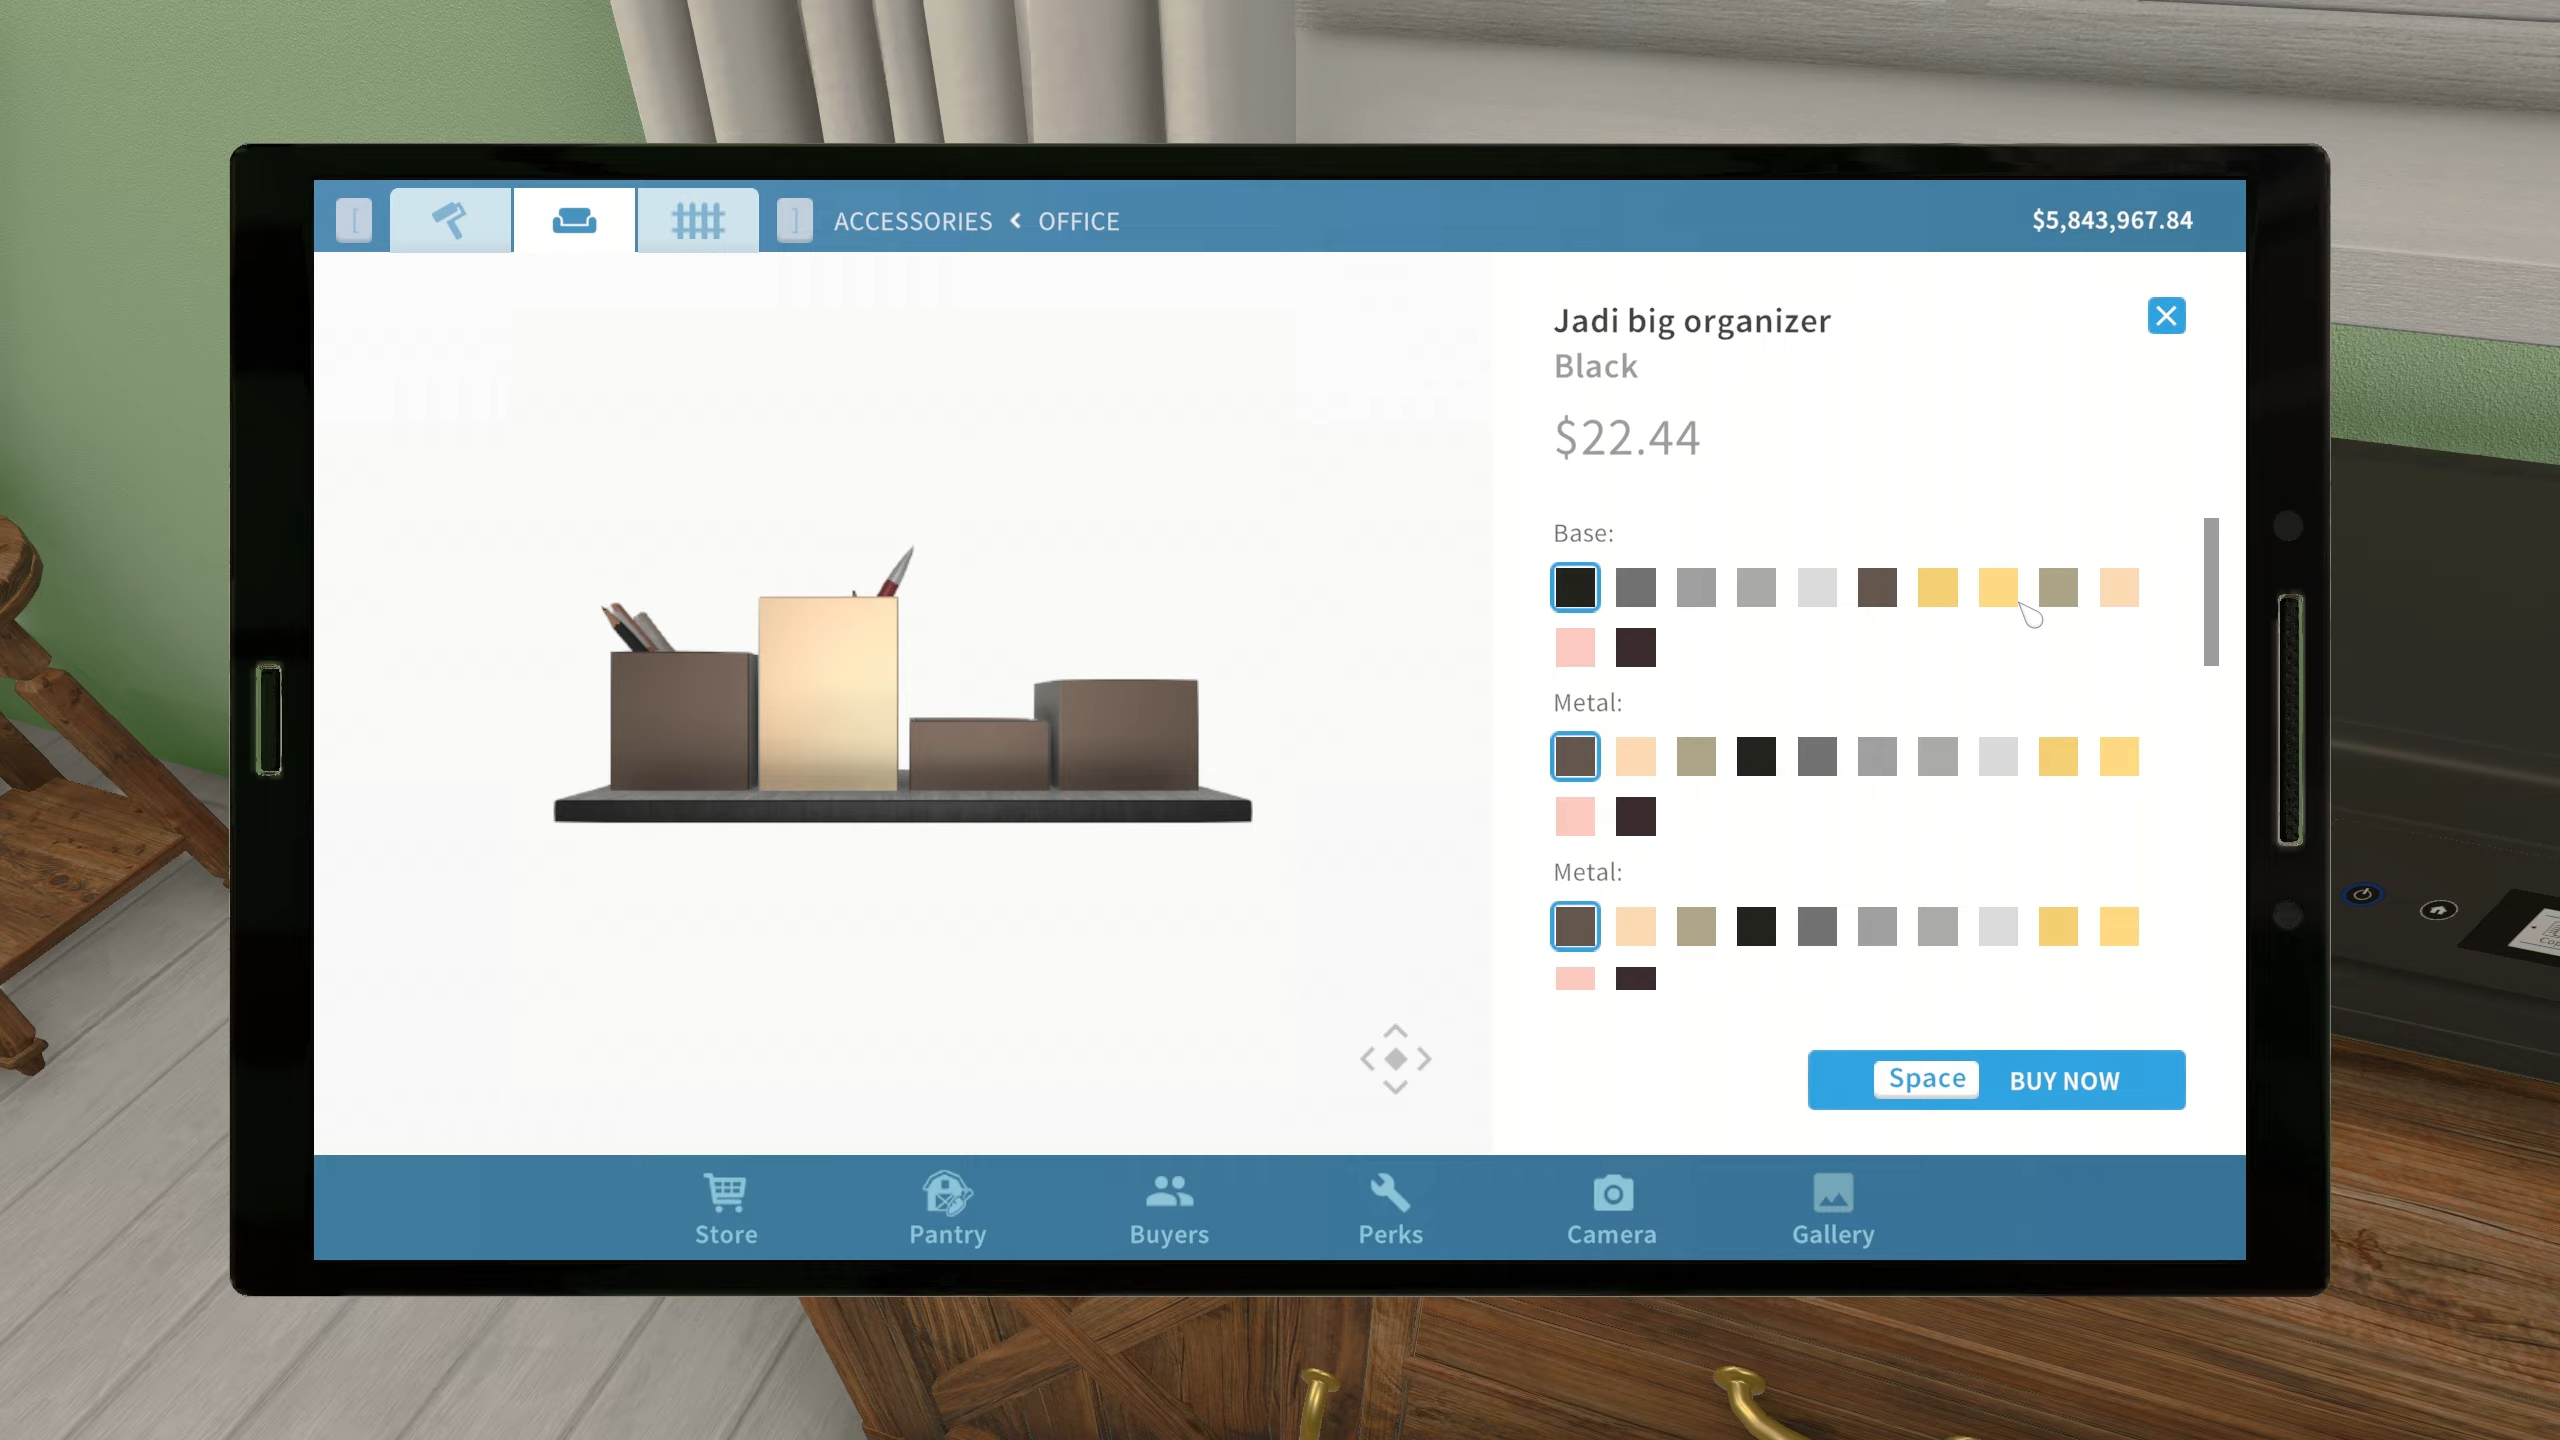 [
]
ACCESSORIES < OFFICE
$5,843,967.84
Jadi big organizer
Black
$22.44
Base:
Metal:
Metal:
Space BUY NOW
Store
Pantry
Buyers
Perks
Camera
Gallery